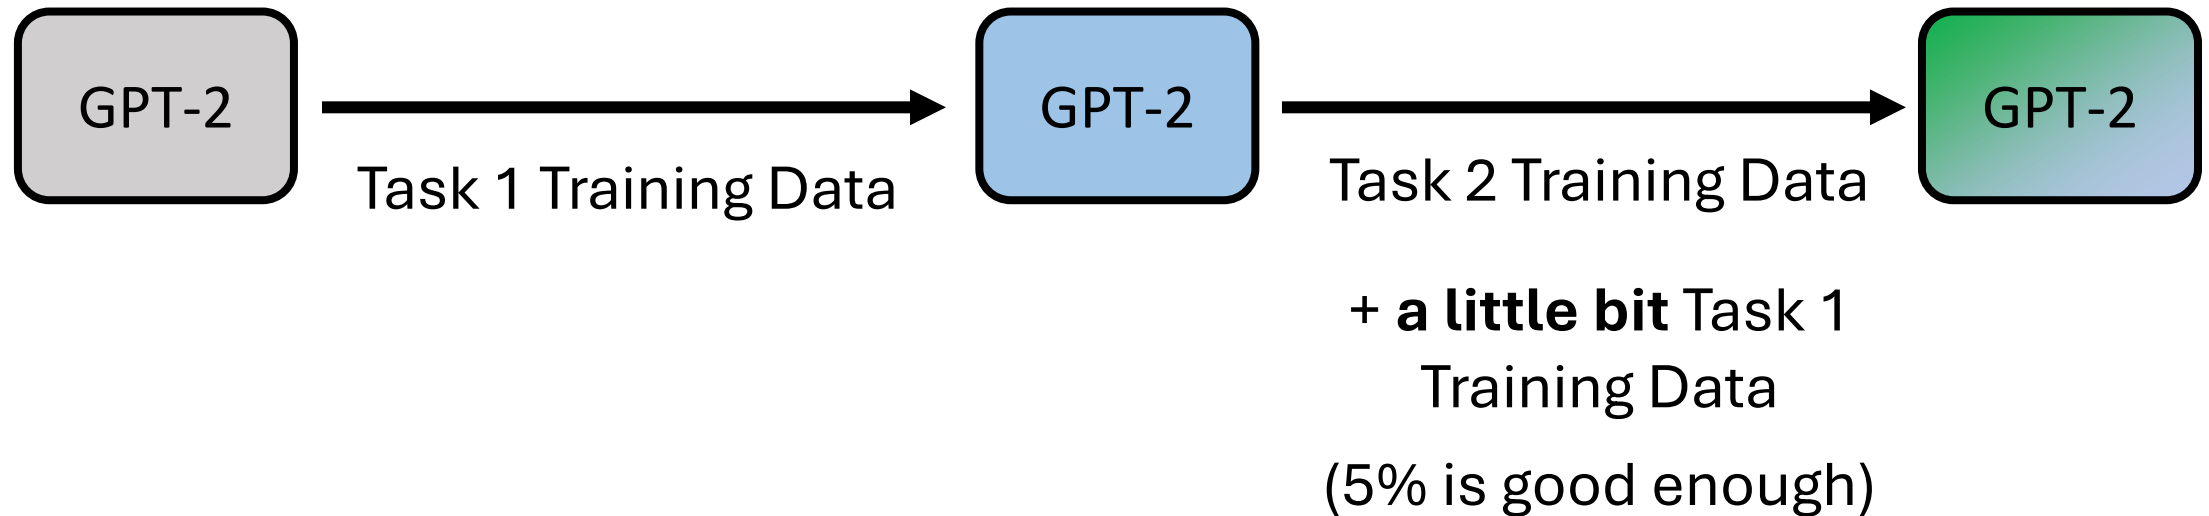 GPT-2
GPT-2
GPT-2
Task 1 Training Data
Task 2 Training Data
+ a little bit Task 1
Training Data
(5% is good enough)